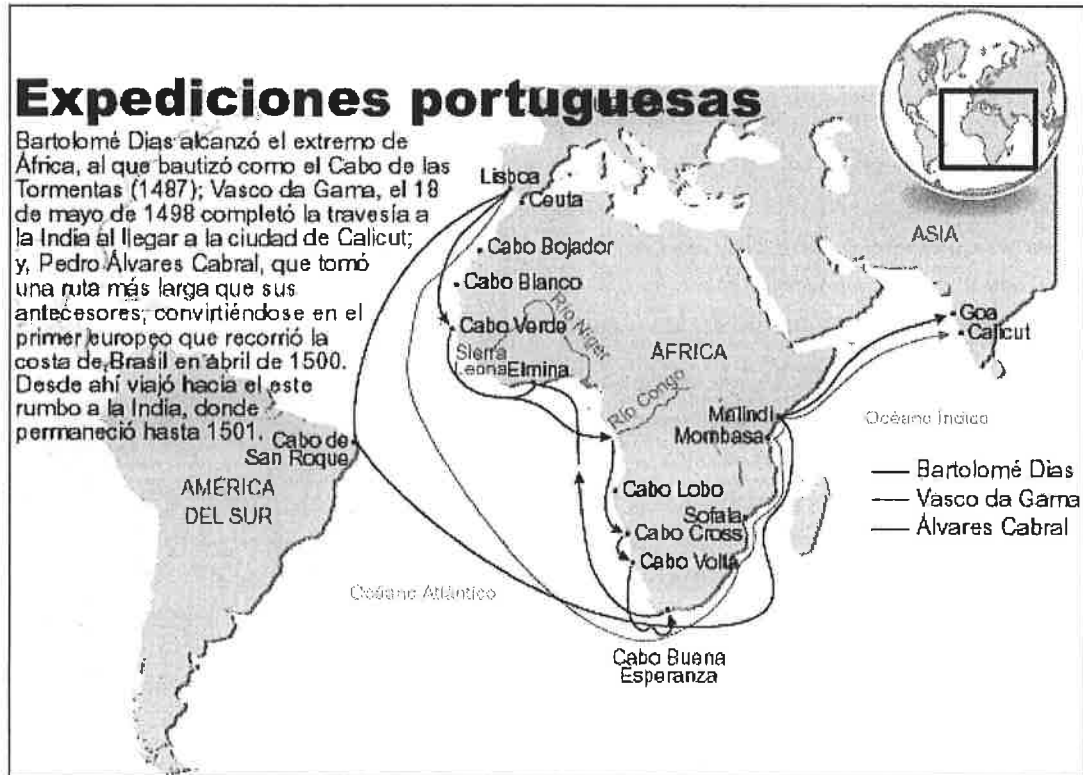 Expediciones portuguesas
Bartolomé Dias alcanzó el extremo de
África, al que bautizó como el Cabo de las
Tormentas (1487); Vasco da Gama, el 18
de mayo de 1498 completó la travesía a
la India al llegar a la ciudad de Calicut;
y, Pedro Álvares Cabral, que tomó
una ruta más larga que sus
antecesores, convirtiéndose en el
primer europeo que recorrió la
costa de Brasil en abril de 1500.
Desde ahí viajó hacia el este
rumbo a la India, donde
permaneció hasta 1501.
Lisboa
Ceuta
Cabo Bojador
Cabo Blanco
Cabo Verde
Río Niger
Sierra
Leona
Elmina
ÁFRICA
Río Congo
ASIA
Goa
Calicut
Melindi
Mombasa
Océano Índico
Cabo de
San Roque
AMÉRICA
DEL SUR
Cabo Lobo
Sofala
Cabo Cross
Cabo Volta
Océano Atlántico
Cabo Buena
Esperanza
Bartolomé Dias
Vasco da Gama
Álvares Cabral